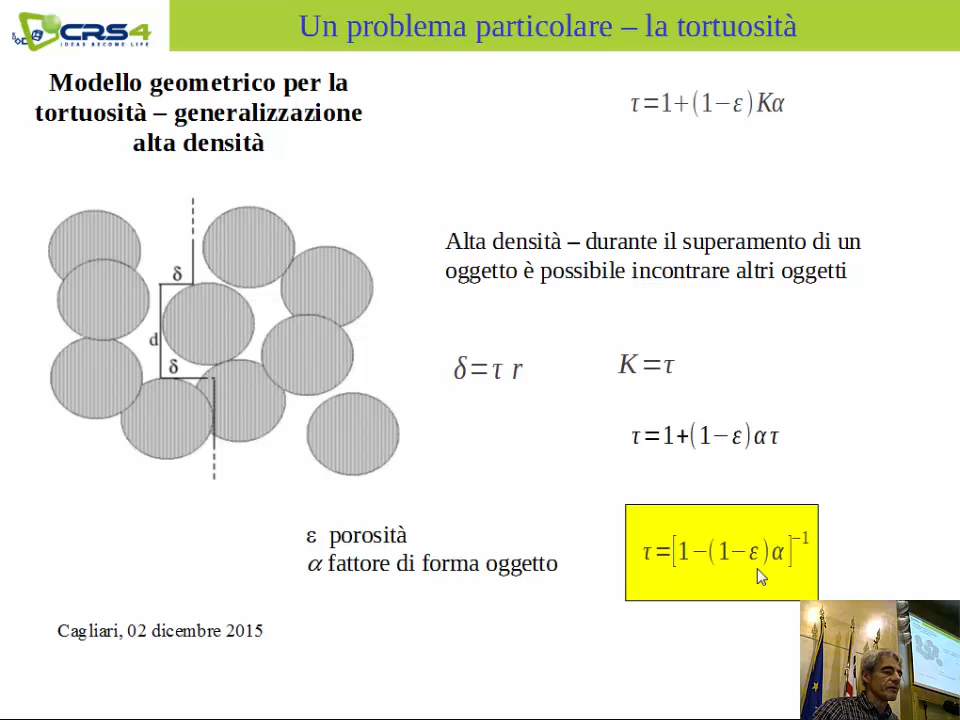 CRS4
IDEAS BECOME LIFE
Un problema particolare – la tortuosità
Modello geometrico per la
tortuosità – generalizzazione
alta densità
τ=1+(1−ε)Kα
δ
d
δ
Alta densità – durante il superamento di un
oggetto è possibile incontrare altri oggetti
δ=τ r
K=τ
τ=1+(1−ε)ατ
ε porosità
α fattore di forma oggetto
τ=[1−(1−ε)α]⁻¹
Cagliari, 02 dicembre 2015